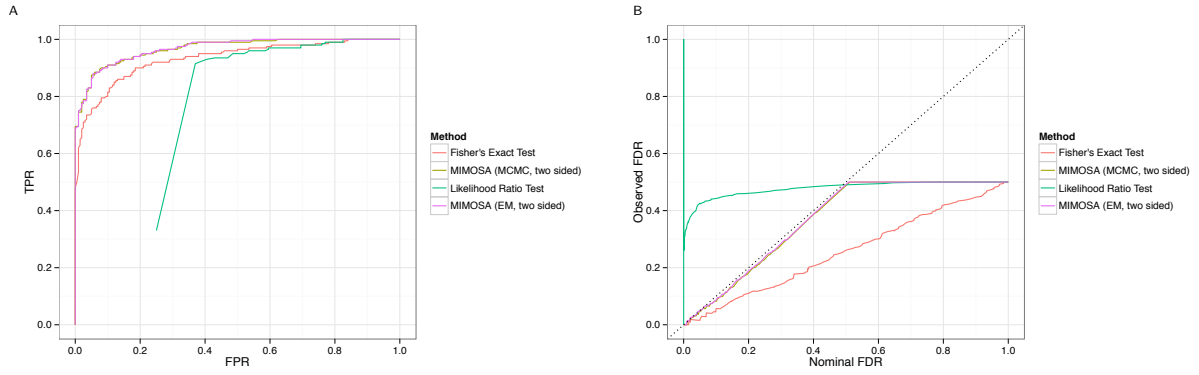 A
1.0
0.8
0.6
0.4
0.2
0.0
TPR
0.0 0.2 0.4 0.6 0.8 1.0
FPR
Method
Fisher's Exact Test
MIMOSA (MCMC, two sided)
Likelihood Ratio Test
MIMOSA (EM, two sided)
B
1.0
0.8
0.6
0.4
0.2
0.0
Observed FDR
0.0 0.2 0.4 0.6 0.8 1.0
Nominal FDR
Method
Fisher's Exact Test
MIMOSA (MCMC, two sided)
Likelihood Ratio Test
MIMOSA (EM, two sided)